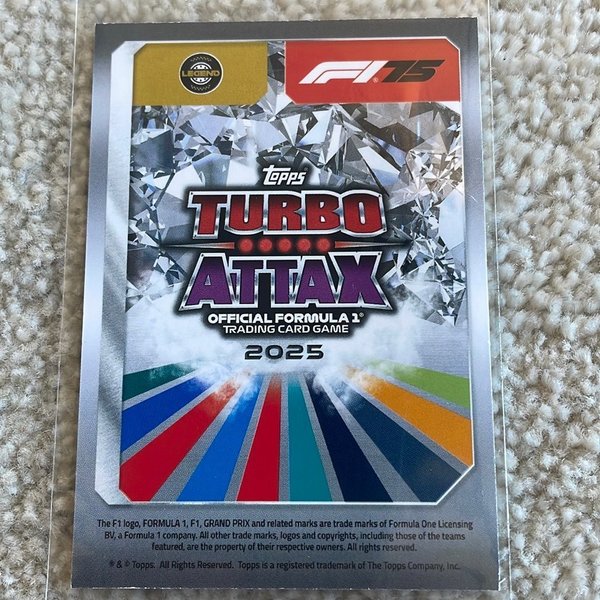 LEGEND
F1 75
Topps
TURBO
ATTAX
OFFICIAL FORMULA 1®
TRADING CARD GAME
2025
The F1 logo, FORMULA 1, F1, GRAND PRIX and related marks are trade marks of Formula One Licensing
BV, a Formula 1 company. All other trade marks, logos and copyrights, including those of the teams
featured, are the property of their respective owners. All rights reserved.
® & © Topps. All Rights Reserved. Topps is a registered trademark of The Topps Company, Inc.